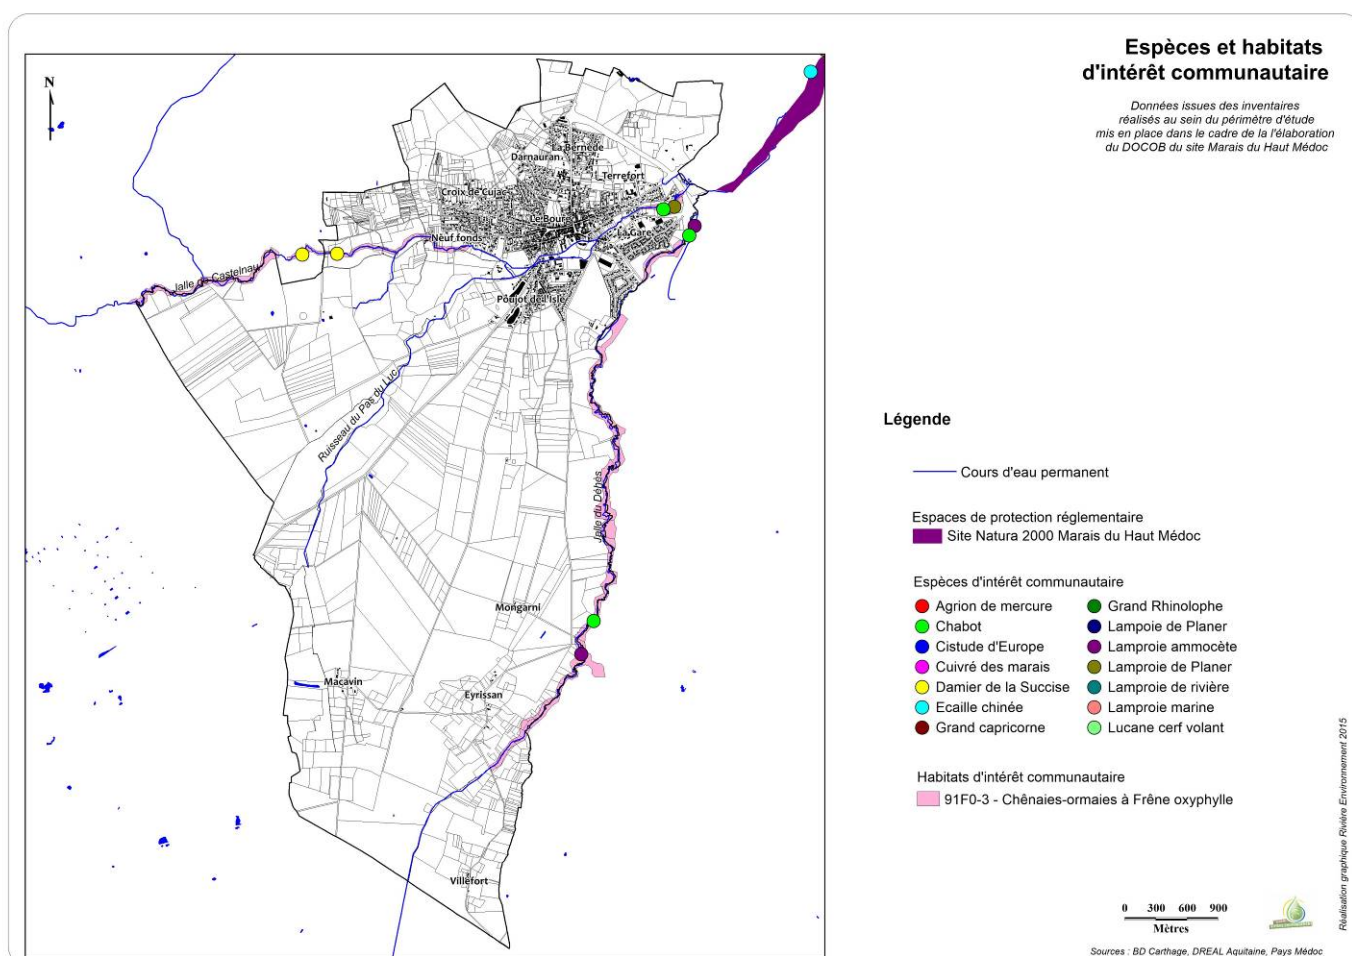 Espèces et habitats
d'intérêt communautaire
Données issues des inventaires
réalisés au sein du périmètre d'étude
mis en place dans le cadre de la l'élaboration
du DOCOB du site Marais du Haut Médoc
N
La Bernède
Darnauran
Terrefort
Croix de Cujac
Le Bourg
La Gare
Neuf fonds
Jalle de Castelnau
Poujot de l'Isle
Ruisseau du Pas du Luc
Jalle du Déhès
Mongarni
Macavin
Eyrissan
Villefort
Légende
Cours d'eau permanent
Espaces de protection réglementaire
Site Natura 2000 Marais du Haut Médoc
Espèces d'intérêt communautaire
Agrion de mercure
Chabot
Cistude d'Europe
Cuivré des marais
Damier de la Succise
Ecaille chinée
Grand capricorne
Grand Rhinolophe
Lampoie de Planer
Lamproie ammocète
Lamproie de Planer
Lamproie de rivière
Lamproie marine
Lucane cerf volant
Habitats d'intérêt communautaire
91F0-3 - Chênaies-ormaies à Frêne oxyphylle
0 300 600 900
Mètres
Sources : BD Carthage, DREAL Aquitaine, Pays Médoc
Réalisation graphique Rivière Environnement 2015